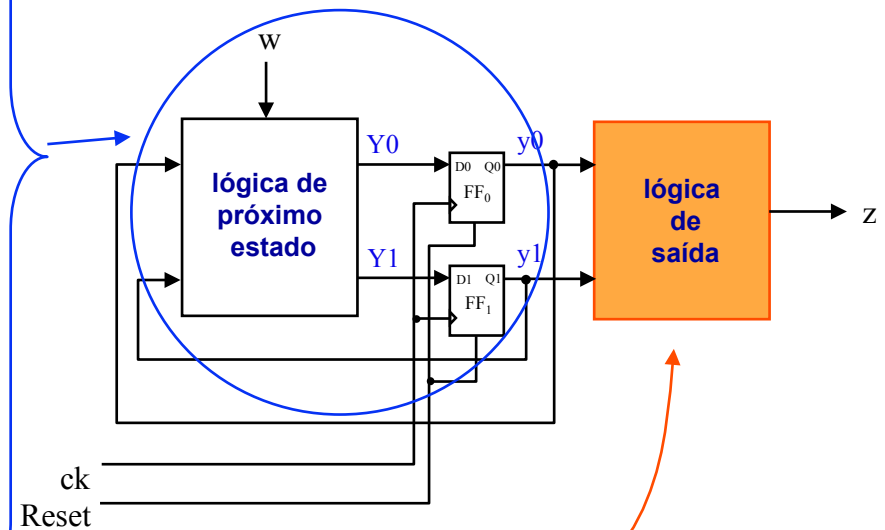 w
Y0
y0
D0 Q0
FF0
lógica de
próximo
estado
lógica
de
saída
z
Y1
y1
D1 Q1
FF1
ck
Reset